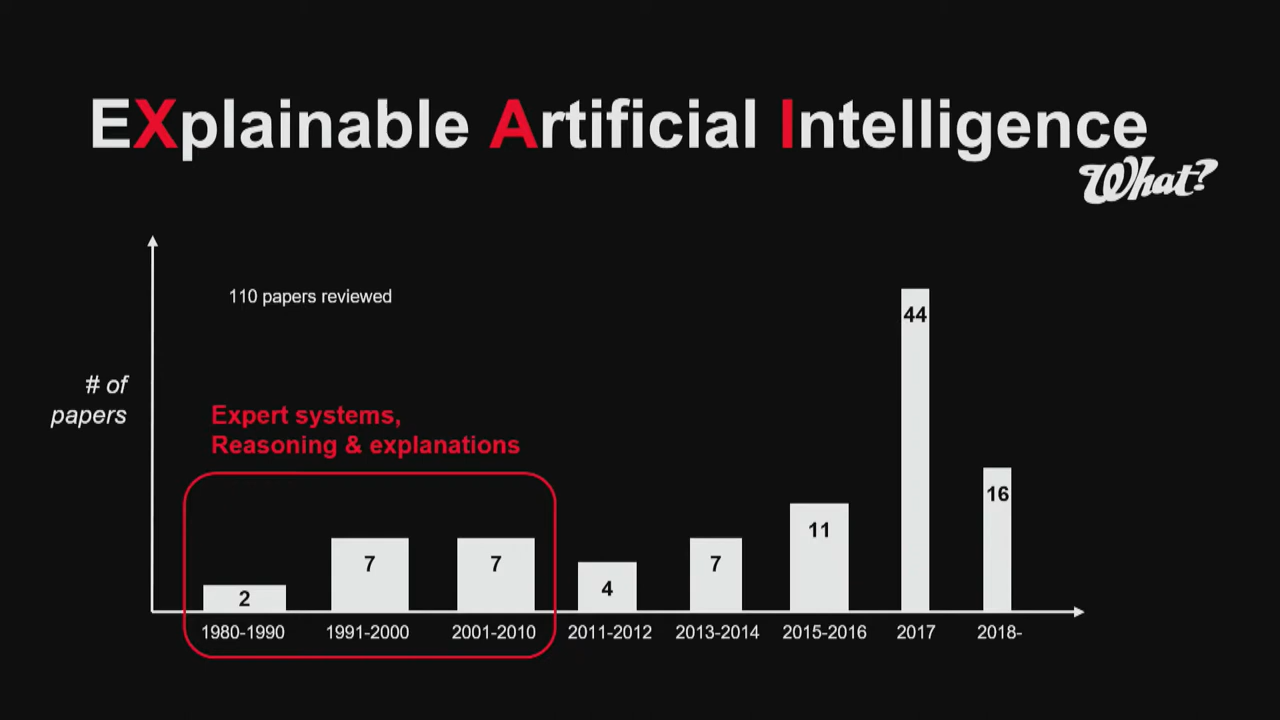 EXplainable Artificial Intelligence
What?
110 papers reviewed
# of
papers
Expert systems,
Reasoning & explanations
2
7
7
4
7
11
44
16
1980-1990
1991-2000
2001-2010
2011-2012
2013-2014
2015-2016
2017
2018-